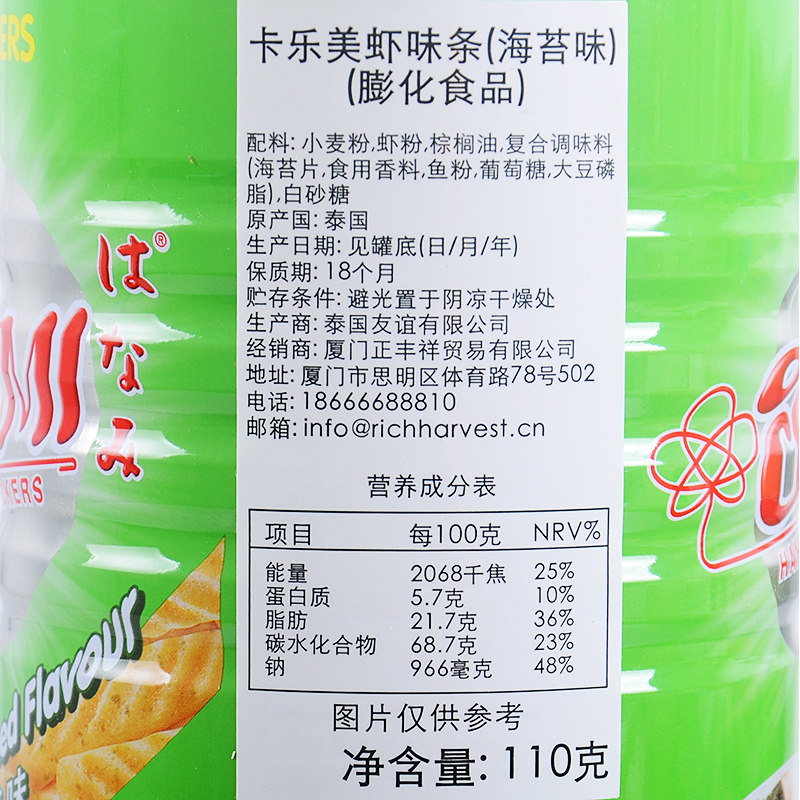 ERS
卡乐美虾味条(海苔味)
(膨化食品)
配料: 小麦粉,虾粉,棕榈油,复合调味料
(海苔片,食用香料,鱼粉,葡萄糖,大豆磷
脂),白砂糖
原产国: 泰国
生产日期: 见罐底(日/月/年)
保质期: 18个月
贮存条件: 避光置于阴凉干燥处
生产商: 泰国友谊有限公司
经销商: 厦门正丰祥贸易有限公司
地址: 厦门市思明区体育路78号502
电话: 18666688810
邮箱: info@richharvest.cn
营养成分表
项目 每100克 NRV%
能量 2068千焦 25%
蛋白质 5.7克 10%
脂肪 21.7克 36%
碳水化合物 68.7克 23%
钠 966毫克 48%
图片仅供参考
净含量: 110克
はなみ®
MII
KERS
ed Flavour
味
HA